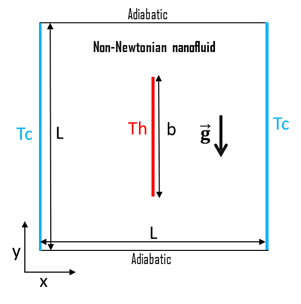 Adiabatic
Non-Newtonian nanofluid
Tc
L
Th
b
g
Tc
L
y
x
Adiabatic